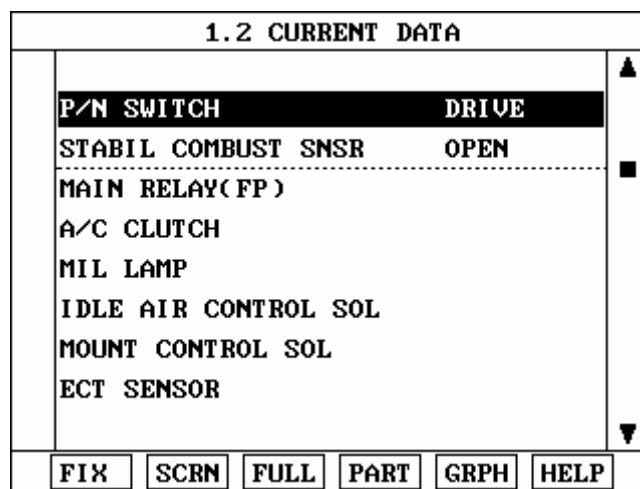 1.2 CURRENT DATA
P/N SWITCH DRIVE
STABIL COMBUST SNSR OPEN
MAIN RELAY(FP)
A/C CLUTCH
MIL LAMP
IDLE AIR CONTROL SOL
MOUNT CONTROL SOL
ECT SENSOR
FIX SCRN FULL PART GRPH HELP